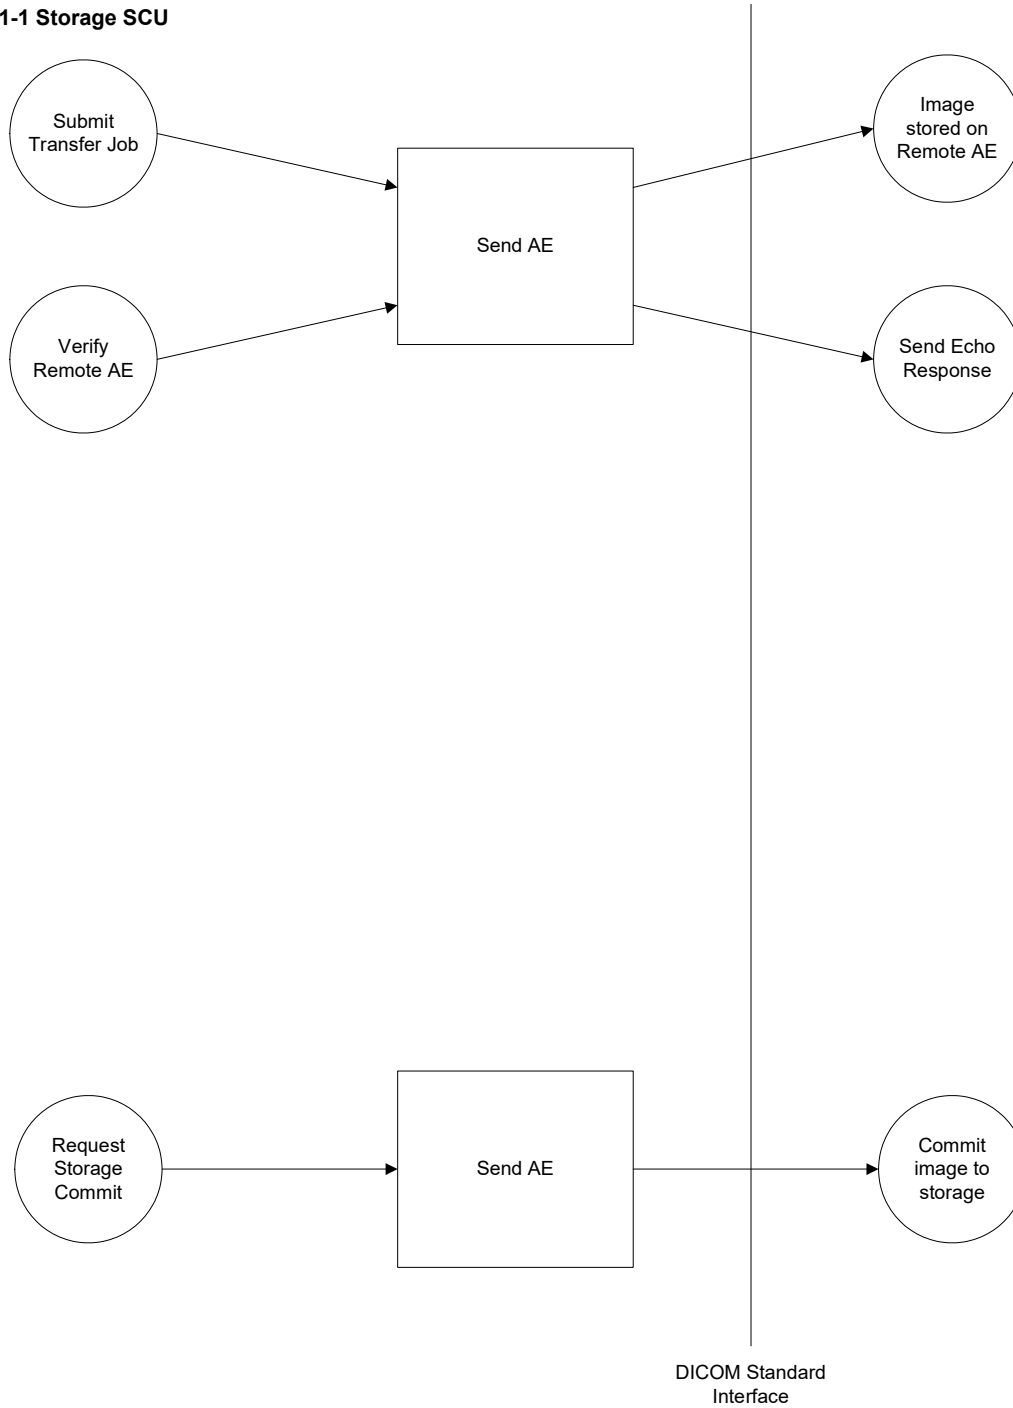 1-1 Storage SCU
Submit
Transfer Job
Send AE
Image
stored on
Remote AE
Verify
Remote AE
Send Echo
Response
Request
Storage
Commit
Send AE
Commit
image to
storage
DICOM Standard
Interface